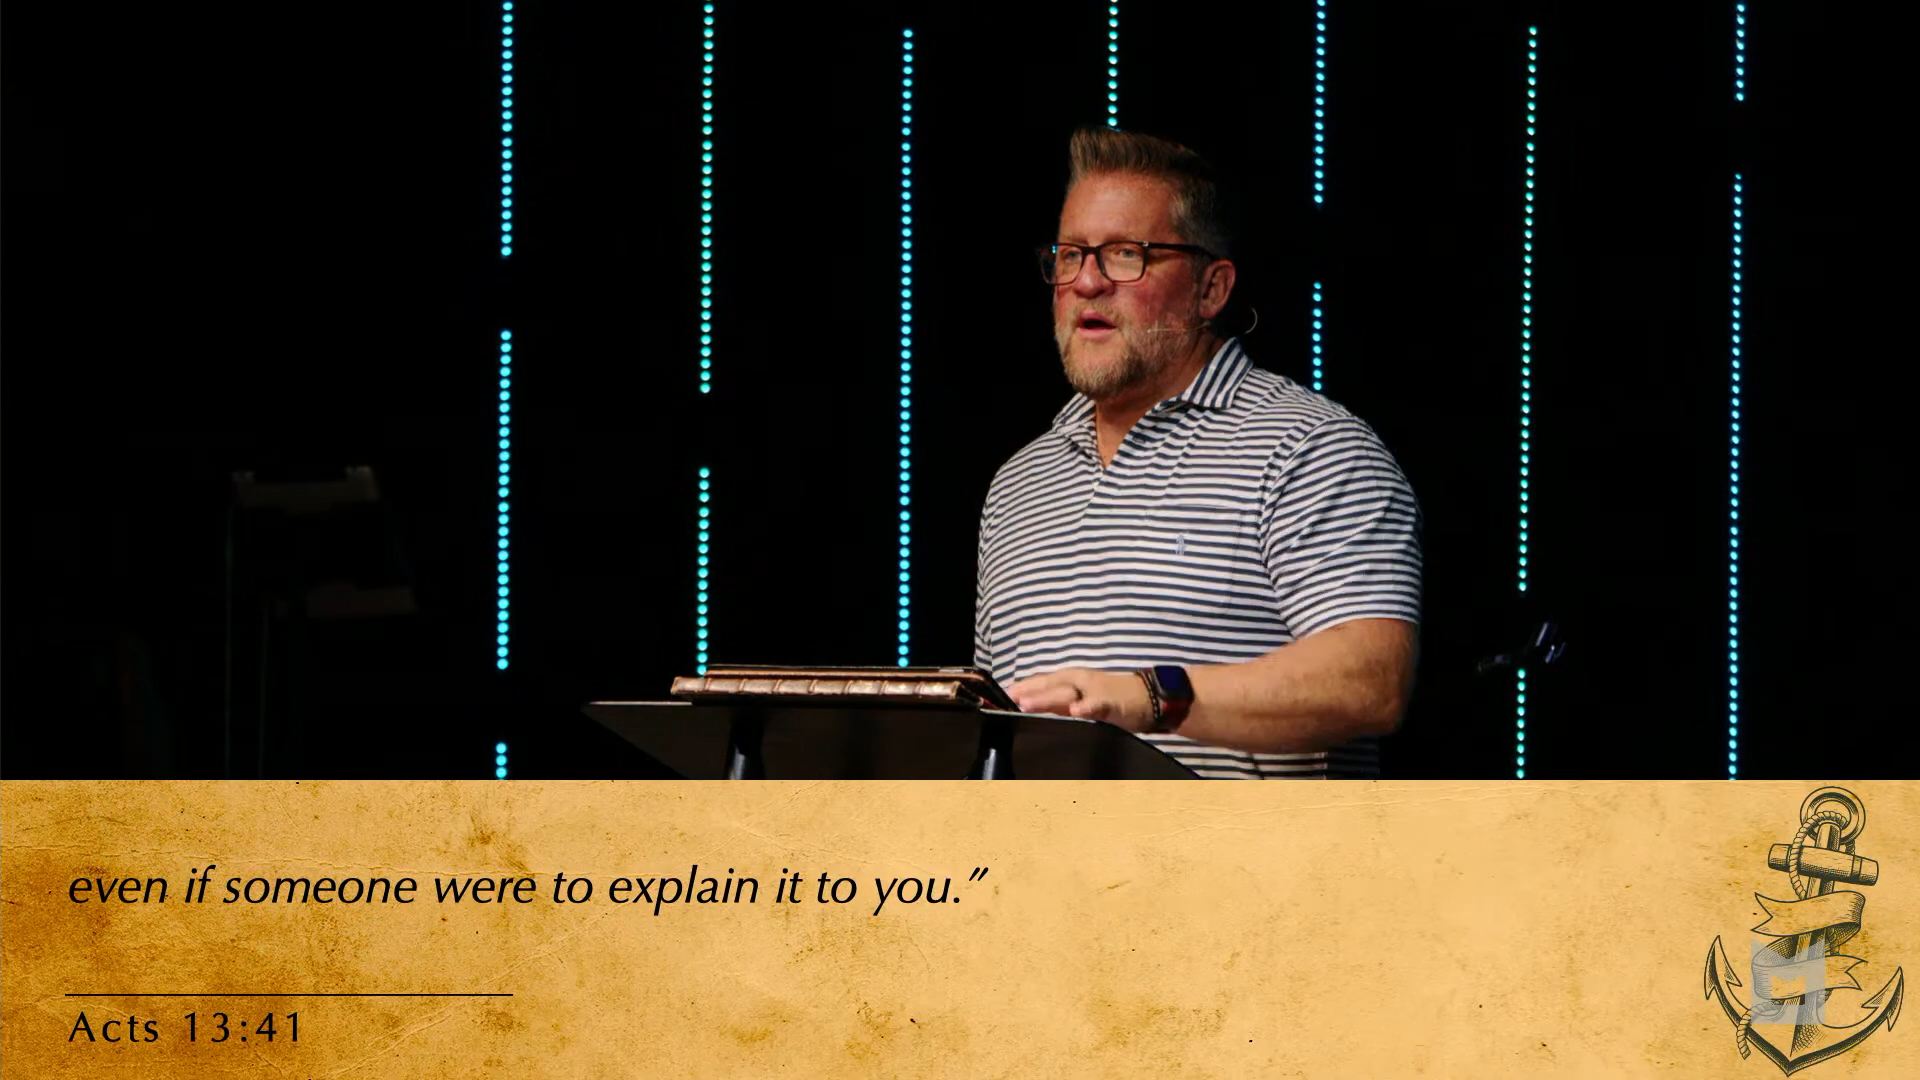 even if someone were to explain it to you.”
Acts 13:41